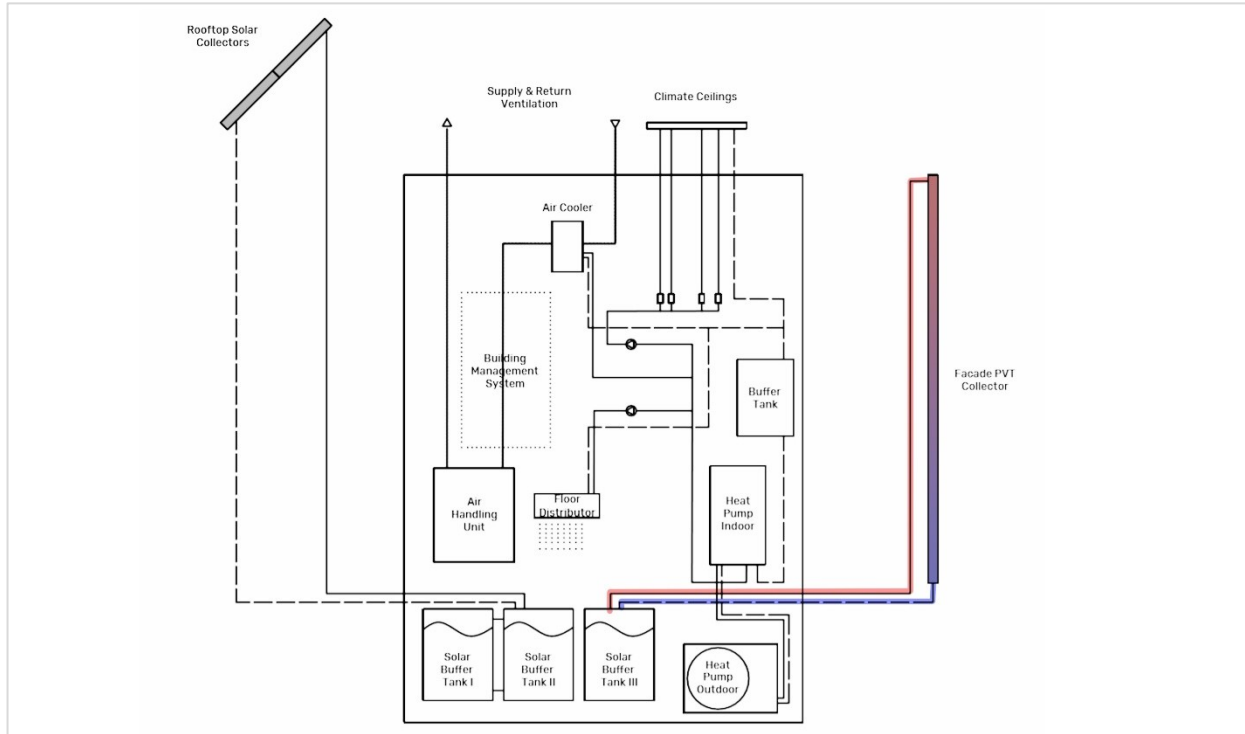 Rooftop Solar
Collectors
Supply & Return
Ventilation
Climate Ceilings
Air Cooler
Building
Management
System
Buffer
Tank
Facade PVT
Collector
Air
Handling
Unit
Floor
Distributor
Heat
Pump
Indoor
Solar
Buffer
Tank I
Solar
Buffer
Tank II
Solar
Buffer
Tank III
Heat
Pump
Outdoor